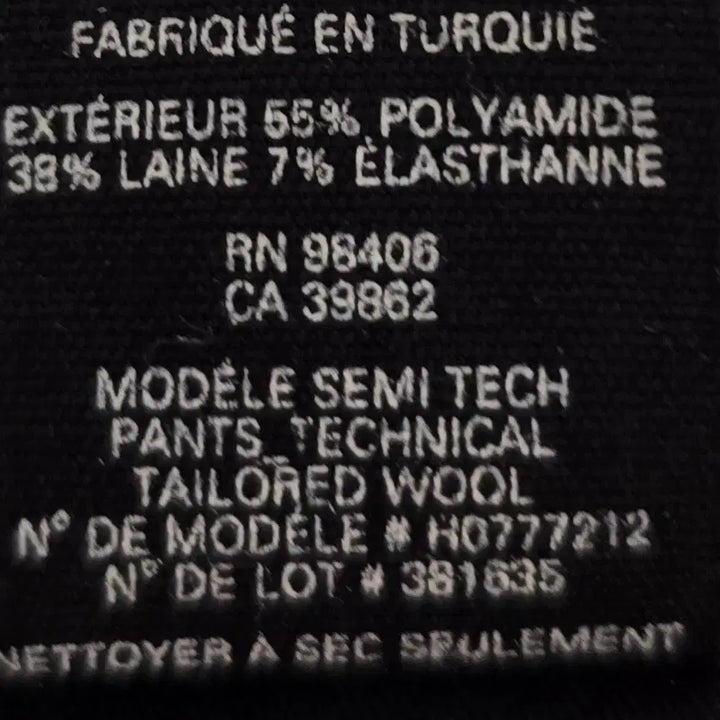 FABRIQUÉ EN TURQUIE
EXTÉRIEUR 55% POLYAMIDE
38% LAINE 7% ÉLASTHANNE
RN 98406
CA 39862
MODÈLE SEMI TECH
PANTS_TECHNICAL
TAILORED WOOL
N° DE MODÈLE # H0777212
N° DE LOT # 381635
NETTOYER À SEC SEULEMENT